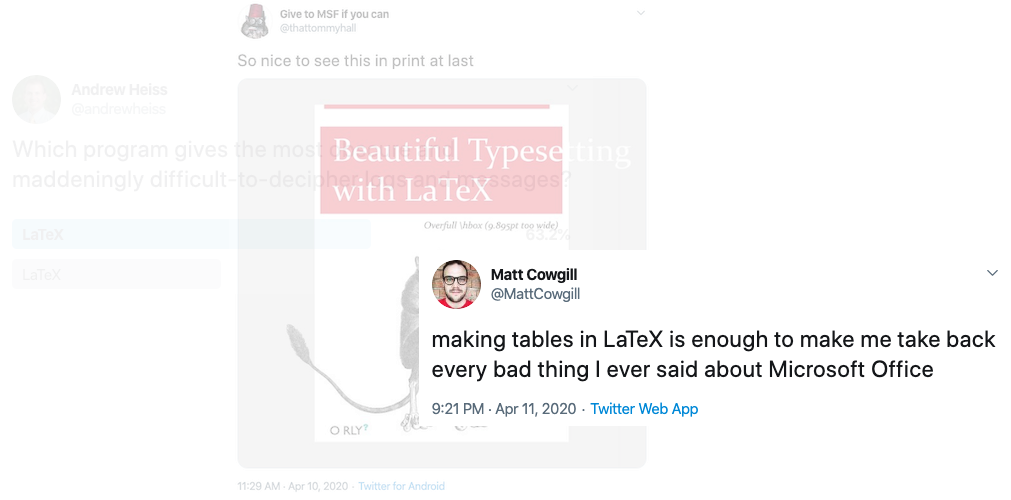 Give to MSF if you can
@thattommyhall
So nice to see this in print at last
Andrew Heiss
@andrewheiss
Which program gives the most
maddeningly difficult-to-decipher logs and messages?
LaTeX
63.2%
LaTeX
Beautiful Typesetting
with LaTeX
Overfull \hbox (9.895pt too wide)
O RLY?
11:29 AM · Apr 10, 2020 · Twitter for Android
Matt Cowgill
@MattCowgill
making tables in LaTeX is enough to make me take back
every bad thing I ever said about Microsoft Office
9:21 PM · Apr 11, 2020 · Twitter Web App